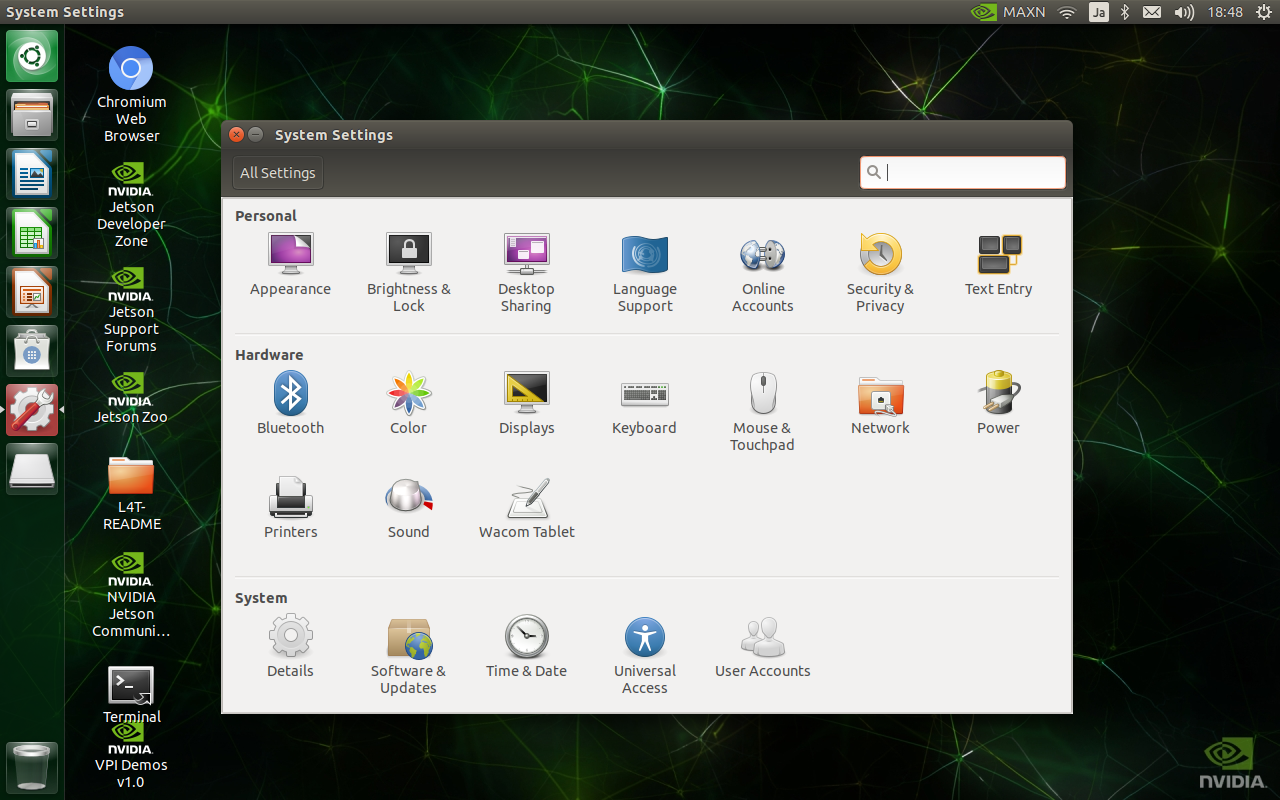 System Settings
MAXN
Ja
18:48
Chromium
Web
Browser
NVIDIA.
Jetson
Developer
Zone
NVIDIA.
Jetson
Support
Forums
NVIDIA.
Jetson Zoo
L4T-
README
NVIDIA.
NVIDIA
Jetson
Communi...
>_
Terminal
NVIDIA.
VPI Demos
v1.0
System Settings
All Settings
Personal
Appearance
Brightness &
Lock
Desktop
Sharing
Language
Support
Online
Accounts
Security &
Privacy
Text Entry
Hardware
Bluetooth
Color
Displays
Keyboard
Mouse &
Touchpad
Network
Power
Printers
Sound
Wacom Tablet
System
Details
Software &
Updates
Time & Date
Universal
Access
User Accounts
NVIDIA.